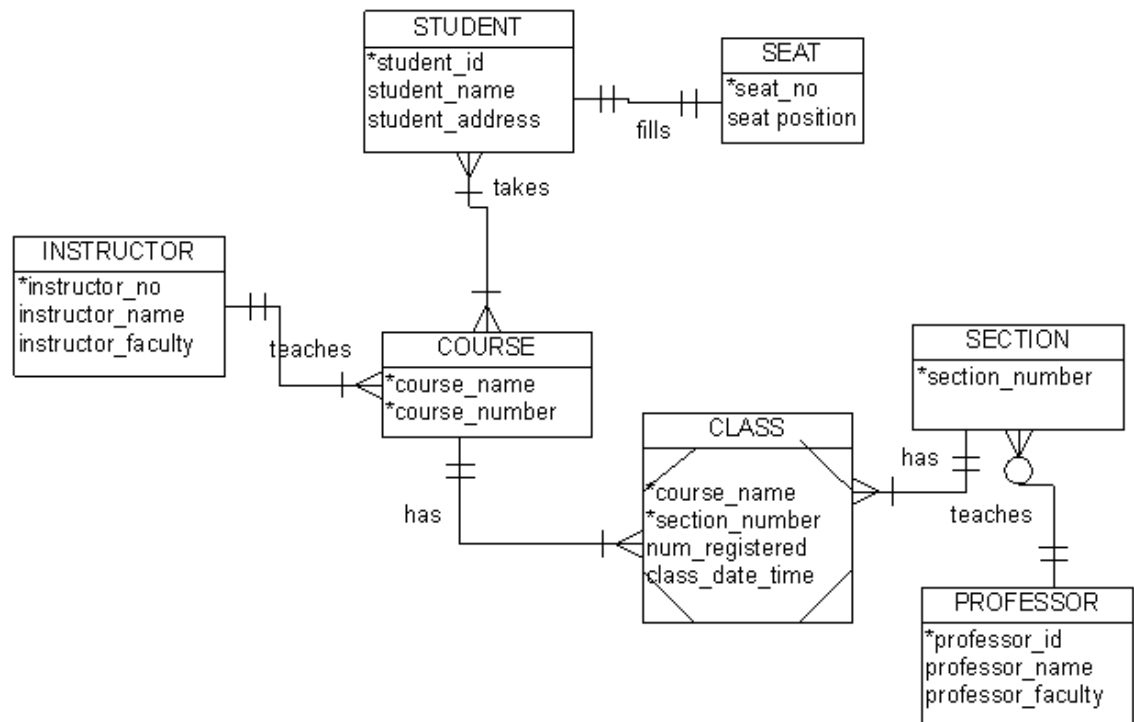 STUDENT
*student_id
student_name
student_address
SEAT
*seat_no
seat position
fills
takes
INSTRUCTOR
*instructor_no
instructor_name
instructor_faculty
teaches
COURSE
*course_name
*course_number
SECTION
*section_number
CLASS
*course_name
*section_number
num_registered
class_date_time
has
has
teaches
PROFESSOR
*professor_id
professor_name
professor_faculty